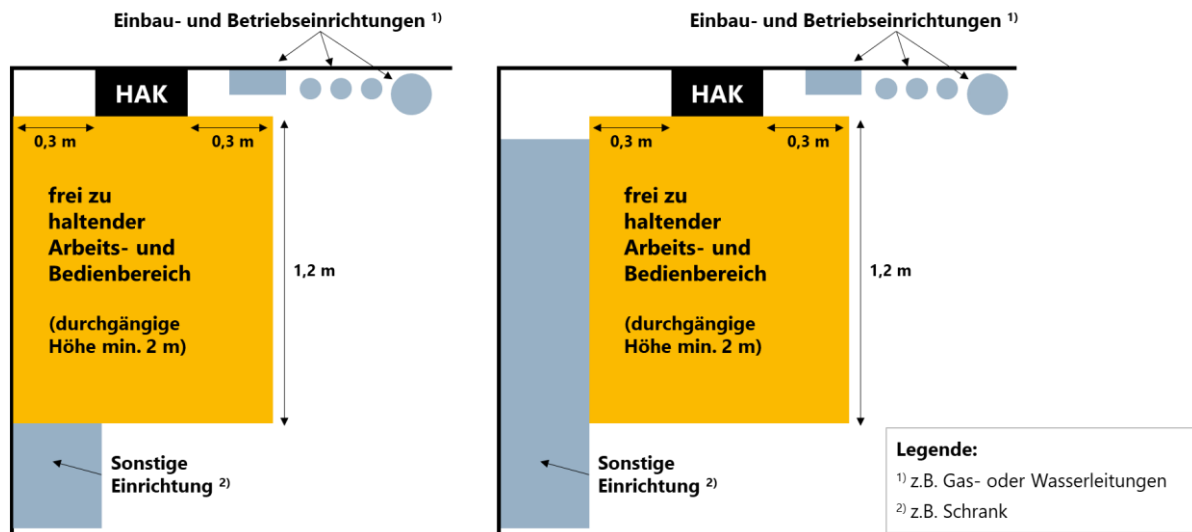 Einbau- und Betriebseinrichtungen 1)
HAK
0,3 m
0,3 m
frei zu
haltender
Arbeits- und
Bedienbereich
(durchgängige
Höhe min. 2 m)
1,2 m
Sonstige
Einrichtung 2)
Einbau- und Betriebseinrichtungen 1)
HAK
0,3 m
0,3 m
frei zu
haltender
Arbeits- und
Bedienbereich
(durchgängige
Höhe min. 2 m)
1,2 m
Sonstige
Einrichtung 2)
Legende:
1) z.B. Gas- oder Wasserleitungen
2) z.B. Schrank